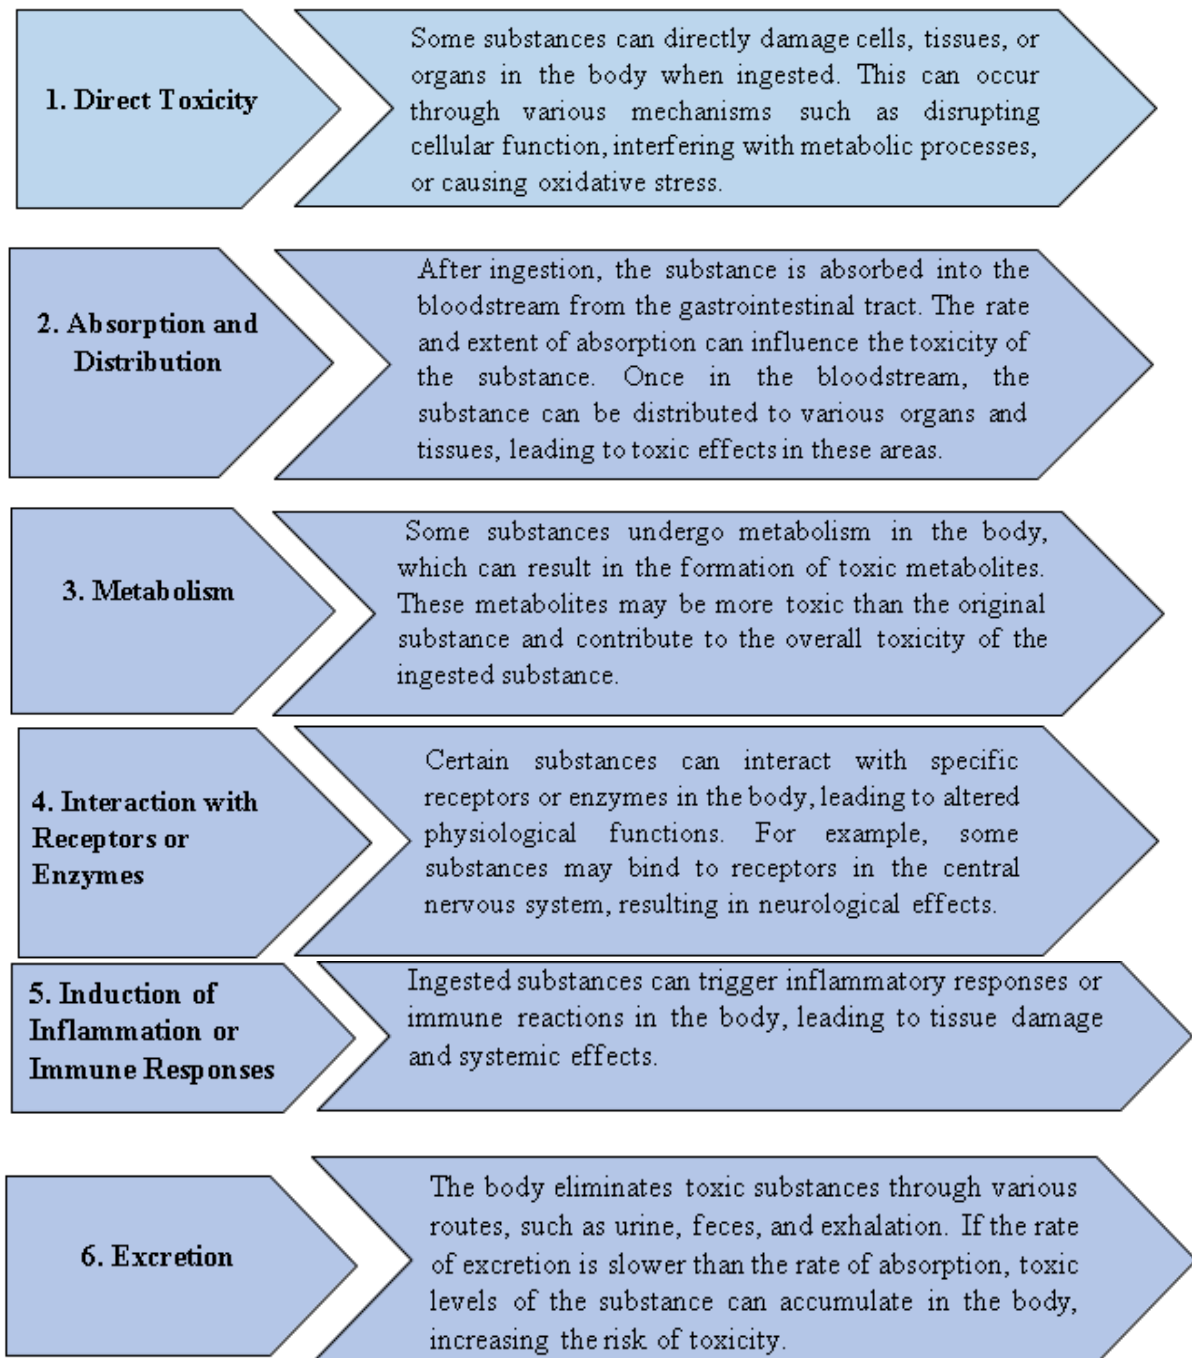 1. Direct Toxicity
Some substances can directly damage cells, tissues, or
organs in the body when ingested. This can occur
through various mechanisms such as disrupting
cellular function, interfering with metabolic processes,
or causing oxidative stress.
2. Absorption and
Distribution
After ingestion, the substance is absorbed into the
bloodstream from the gastrointestinal tract. The rate
and extent of absorption can influence the toxicity of
the substance. Once in the bloodstream, the
substance can be distributed to various organs and
tissues, leading to toxic effects in these areas.
3. Metabolism
Some substances undergo metabolism in the body,
which can result in the formation of toxic metabolites.
These metabolites may be more toxic than the original
substance and contribute to the overall toxicity of the
ingested substance.
4. Interaction with
Receptors or
Enzymes
Certain substances can interact with specific
receptors or enzymes in the body, leading to altered
physiological functions. For example, some
substances may bind to receptors in the central
nervous system, resulting in neurological effects.
5. Induction of
Inflammation or
Immune Responses
Ingested substances can trigger inflammatory responses or
immune reactions in the body, leading to tissue damage
and systemic effects.
6. Excretion
The body eliminates toxic substances through various
routes, such as urine, feces, and exhalation. If the rate
of excretion is slower than the rate of absorption, toxic
levels of the substance can accumulate in the body,
increasing the risk of toxicity.